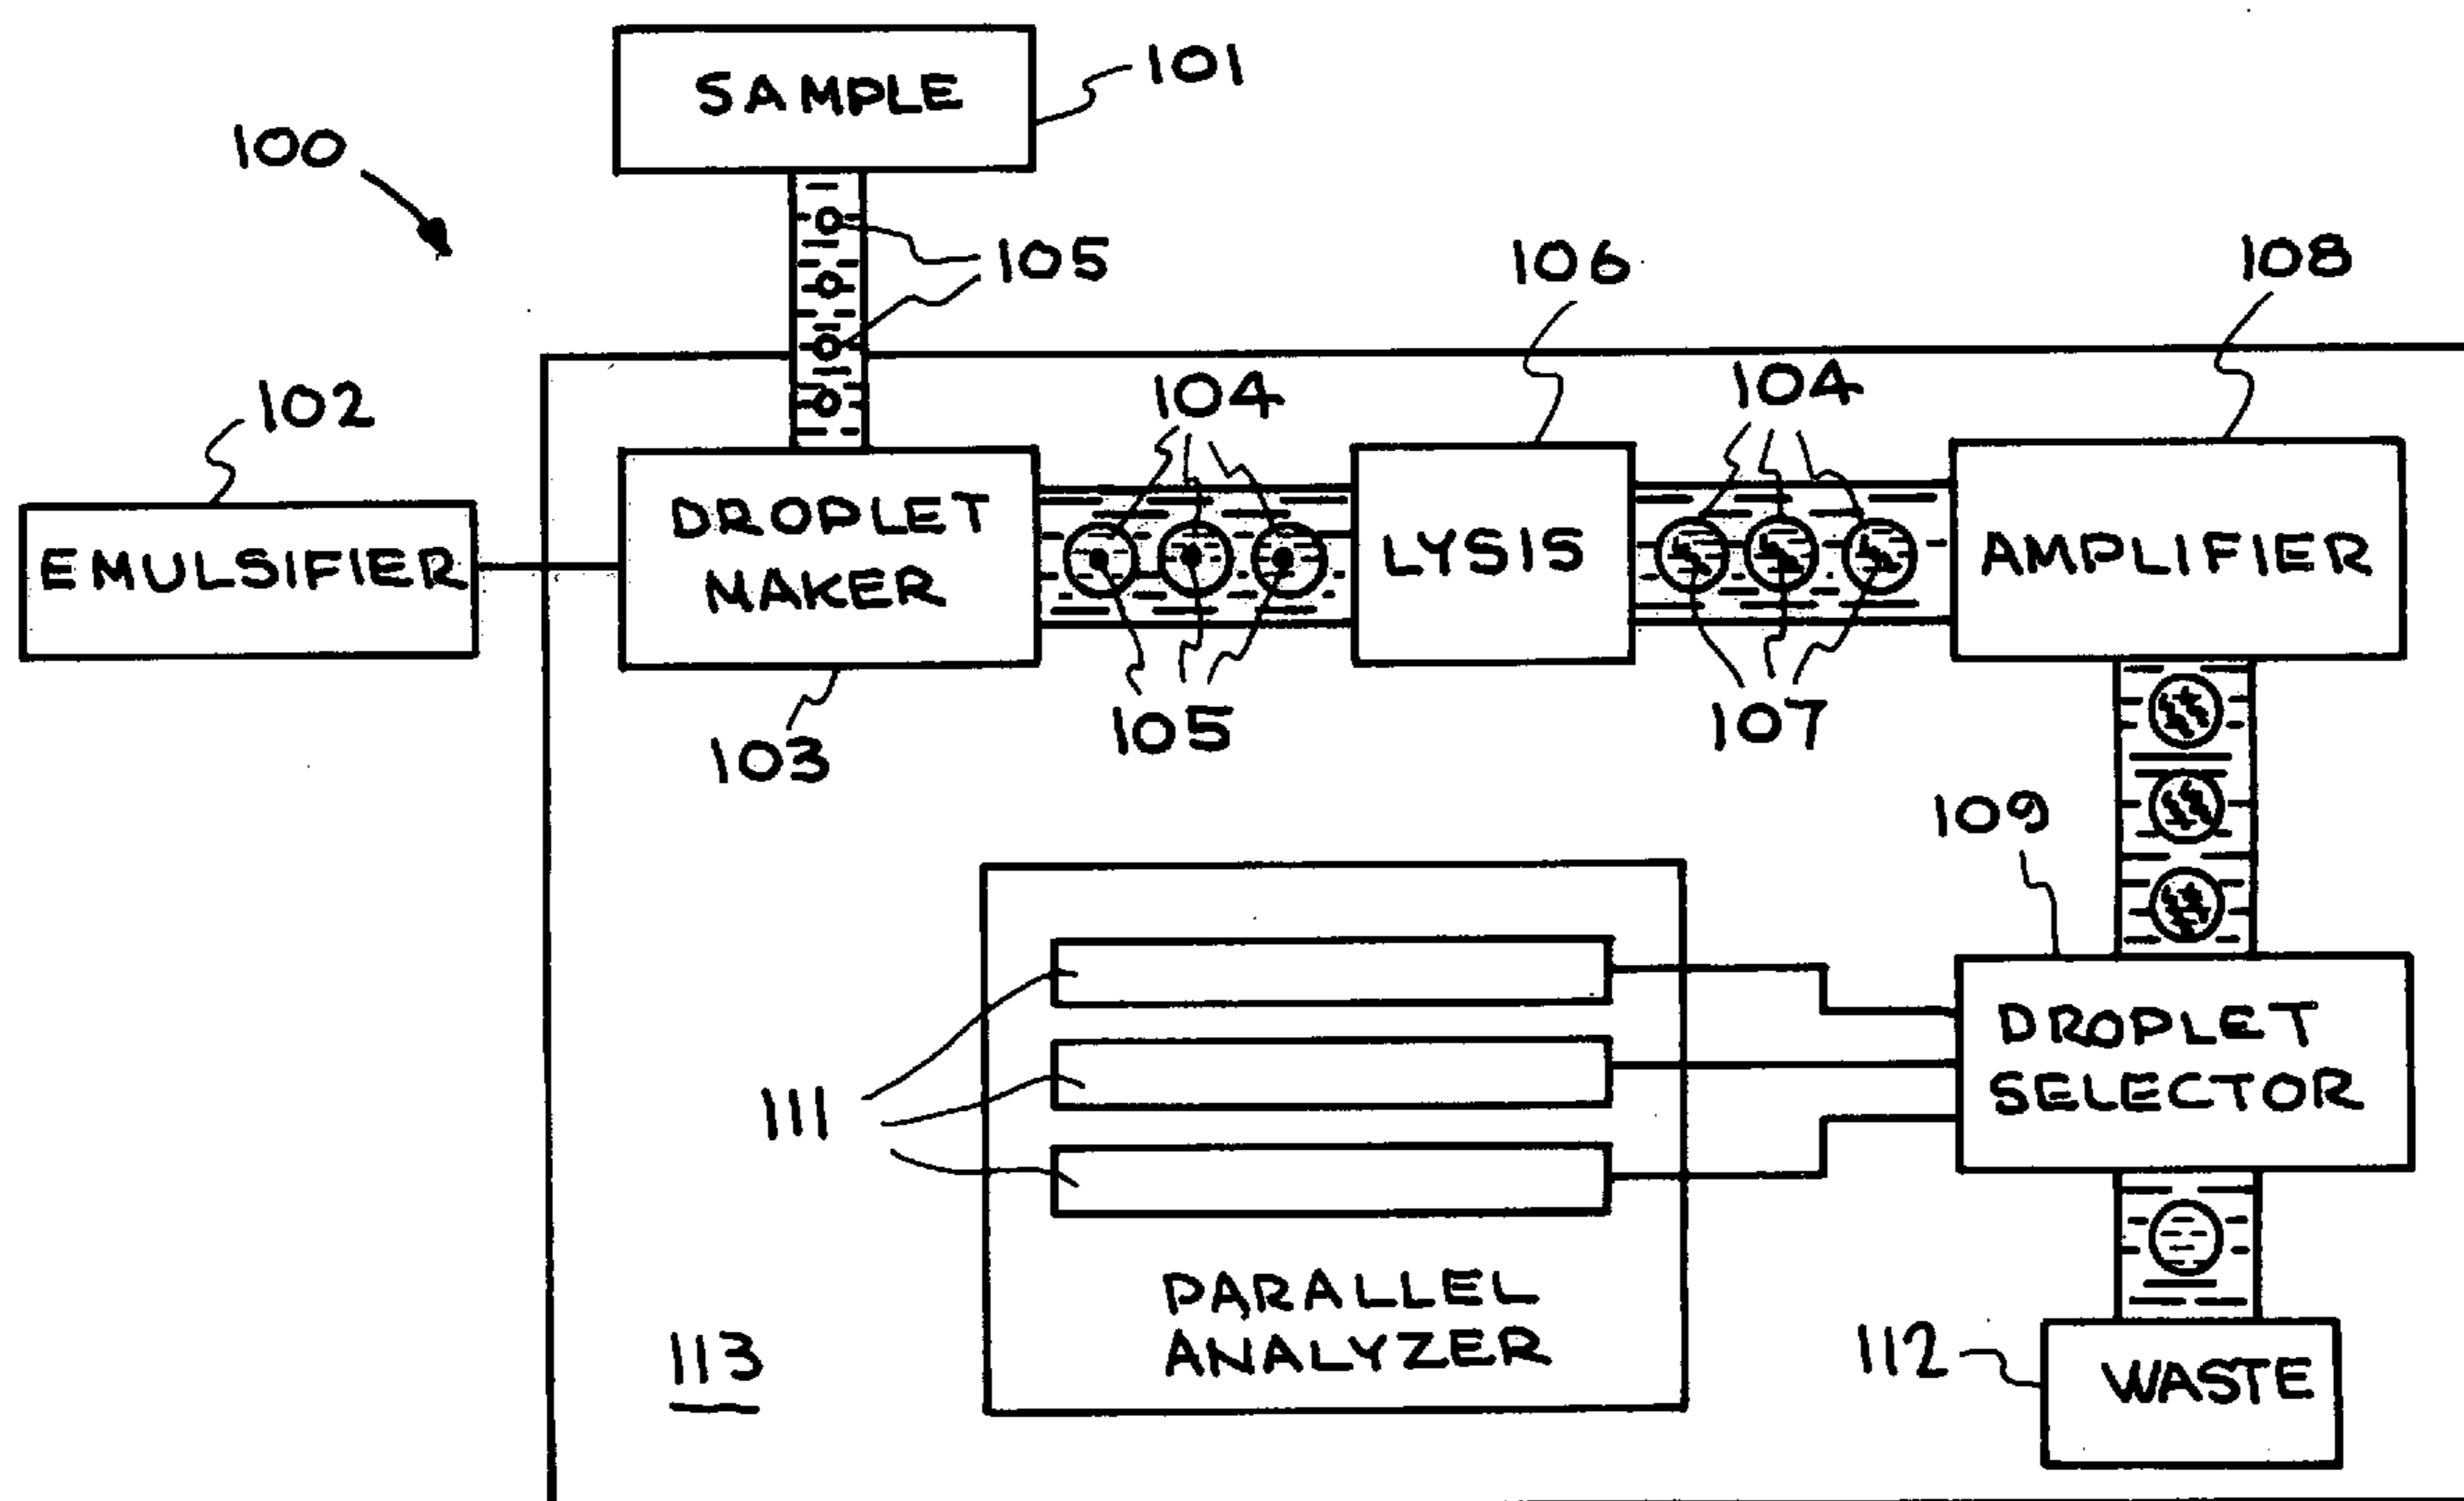 SAMPLE
101
100
105
106
108
102
104
104
EMULSIFIER
DROPLET
MAKER
LYSIS
AMPLIFIER
103
105
107
109
111
DROPLET
SELECTOR
PARALLEL
ANALYZER
113
112
WASTE